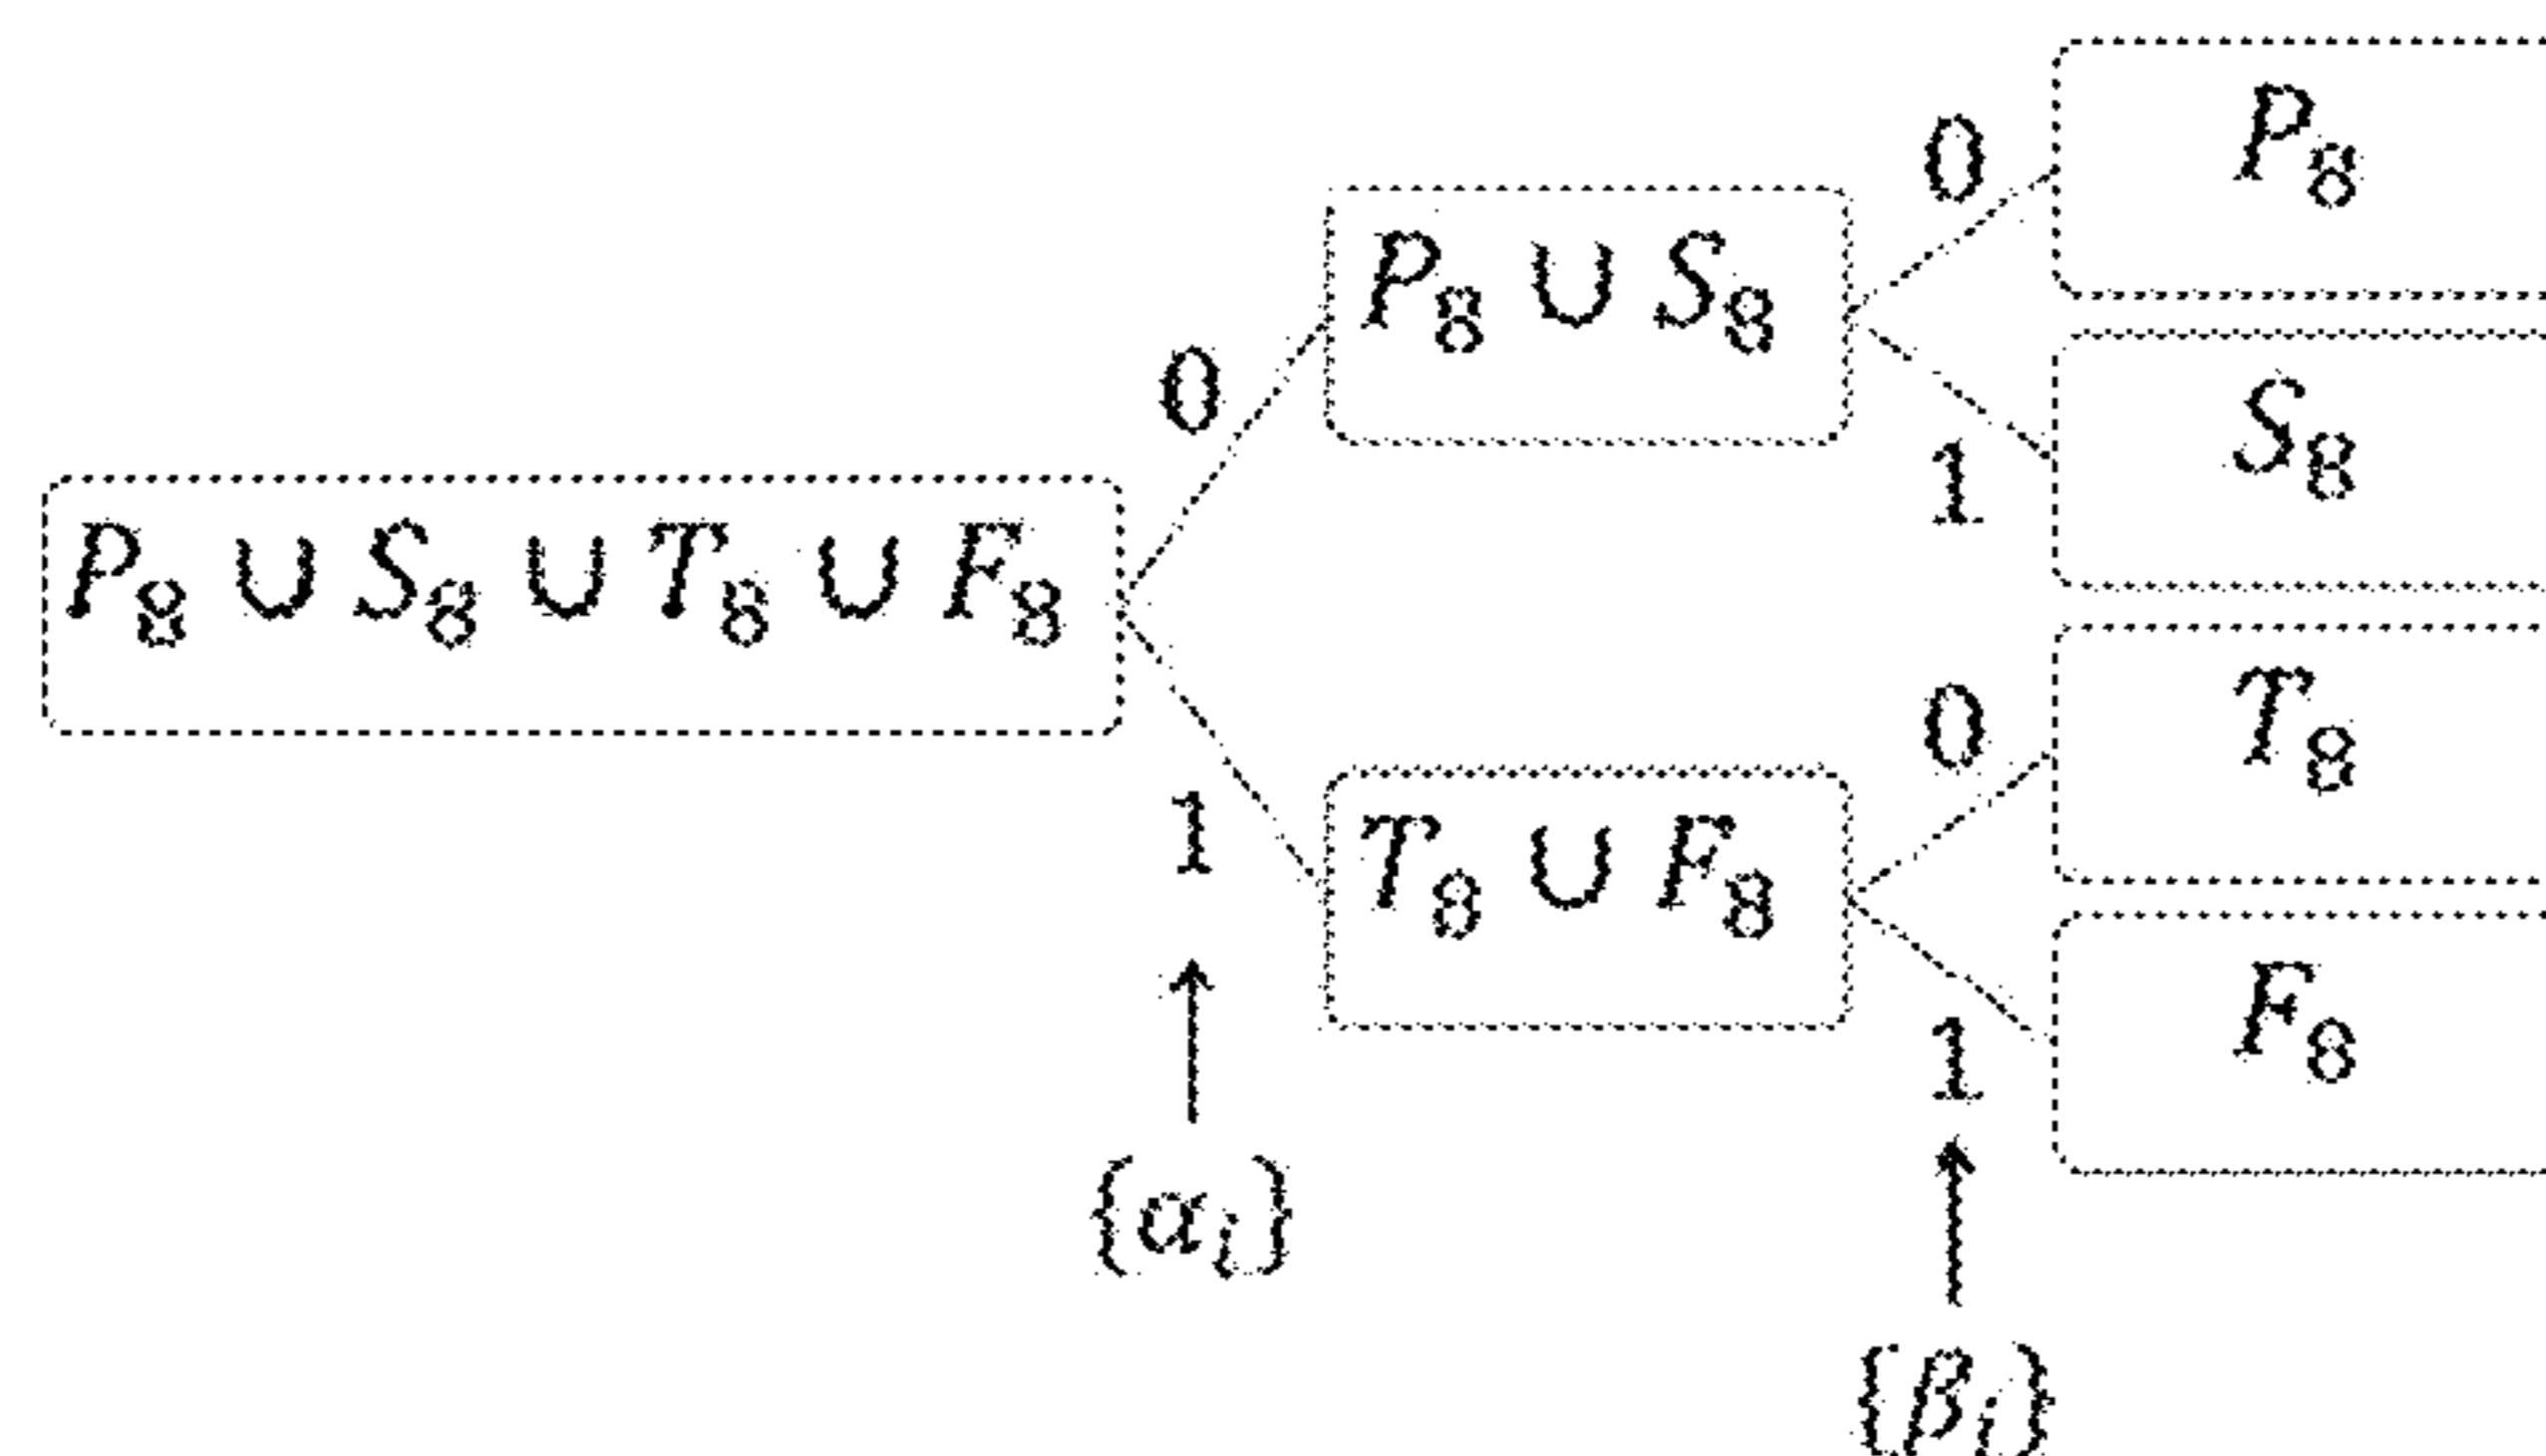 0 P₈
P₈ ∪ S₈
0 1 S₈
P₈ ∪ S₈ ∪ T₈ ∪ F₈
0 T₈
1 T₈ ∪ F₈
1 F₈
{αᵢ}
{βᵢ}